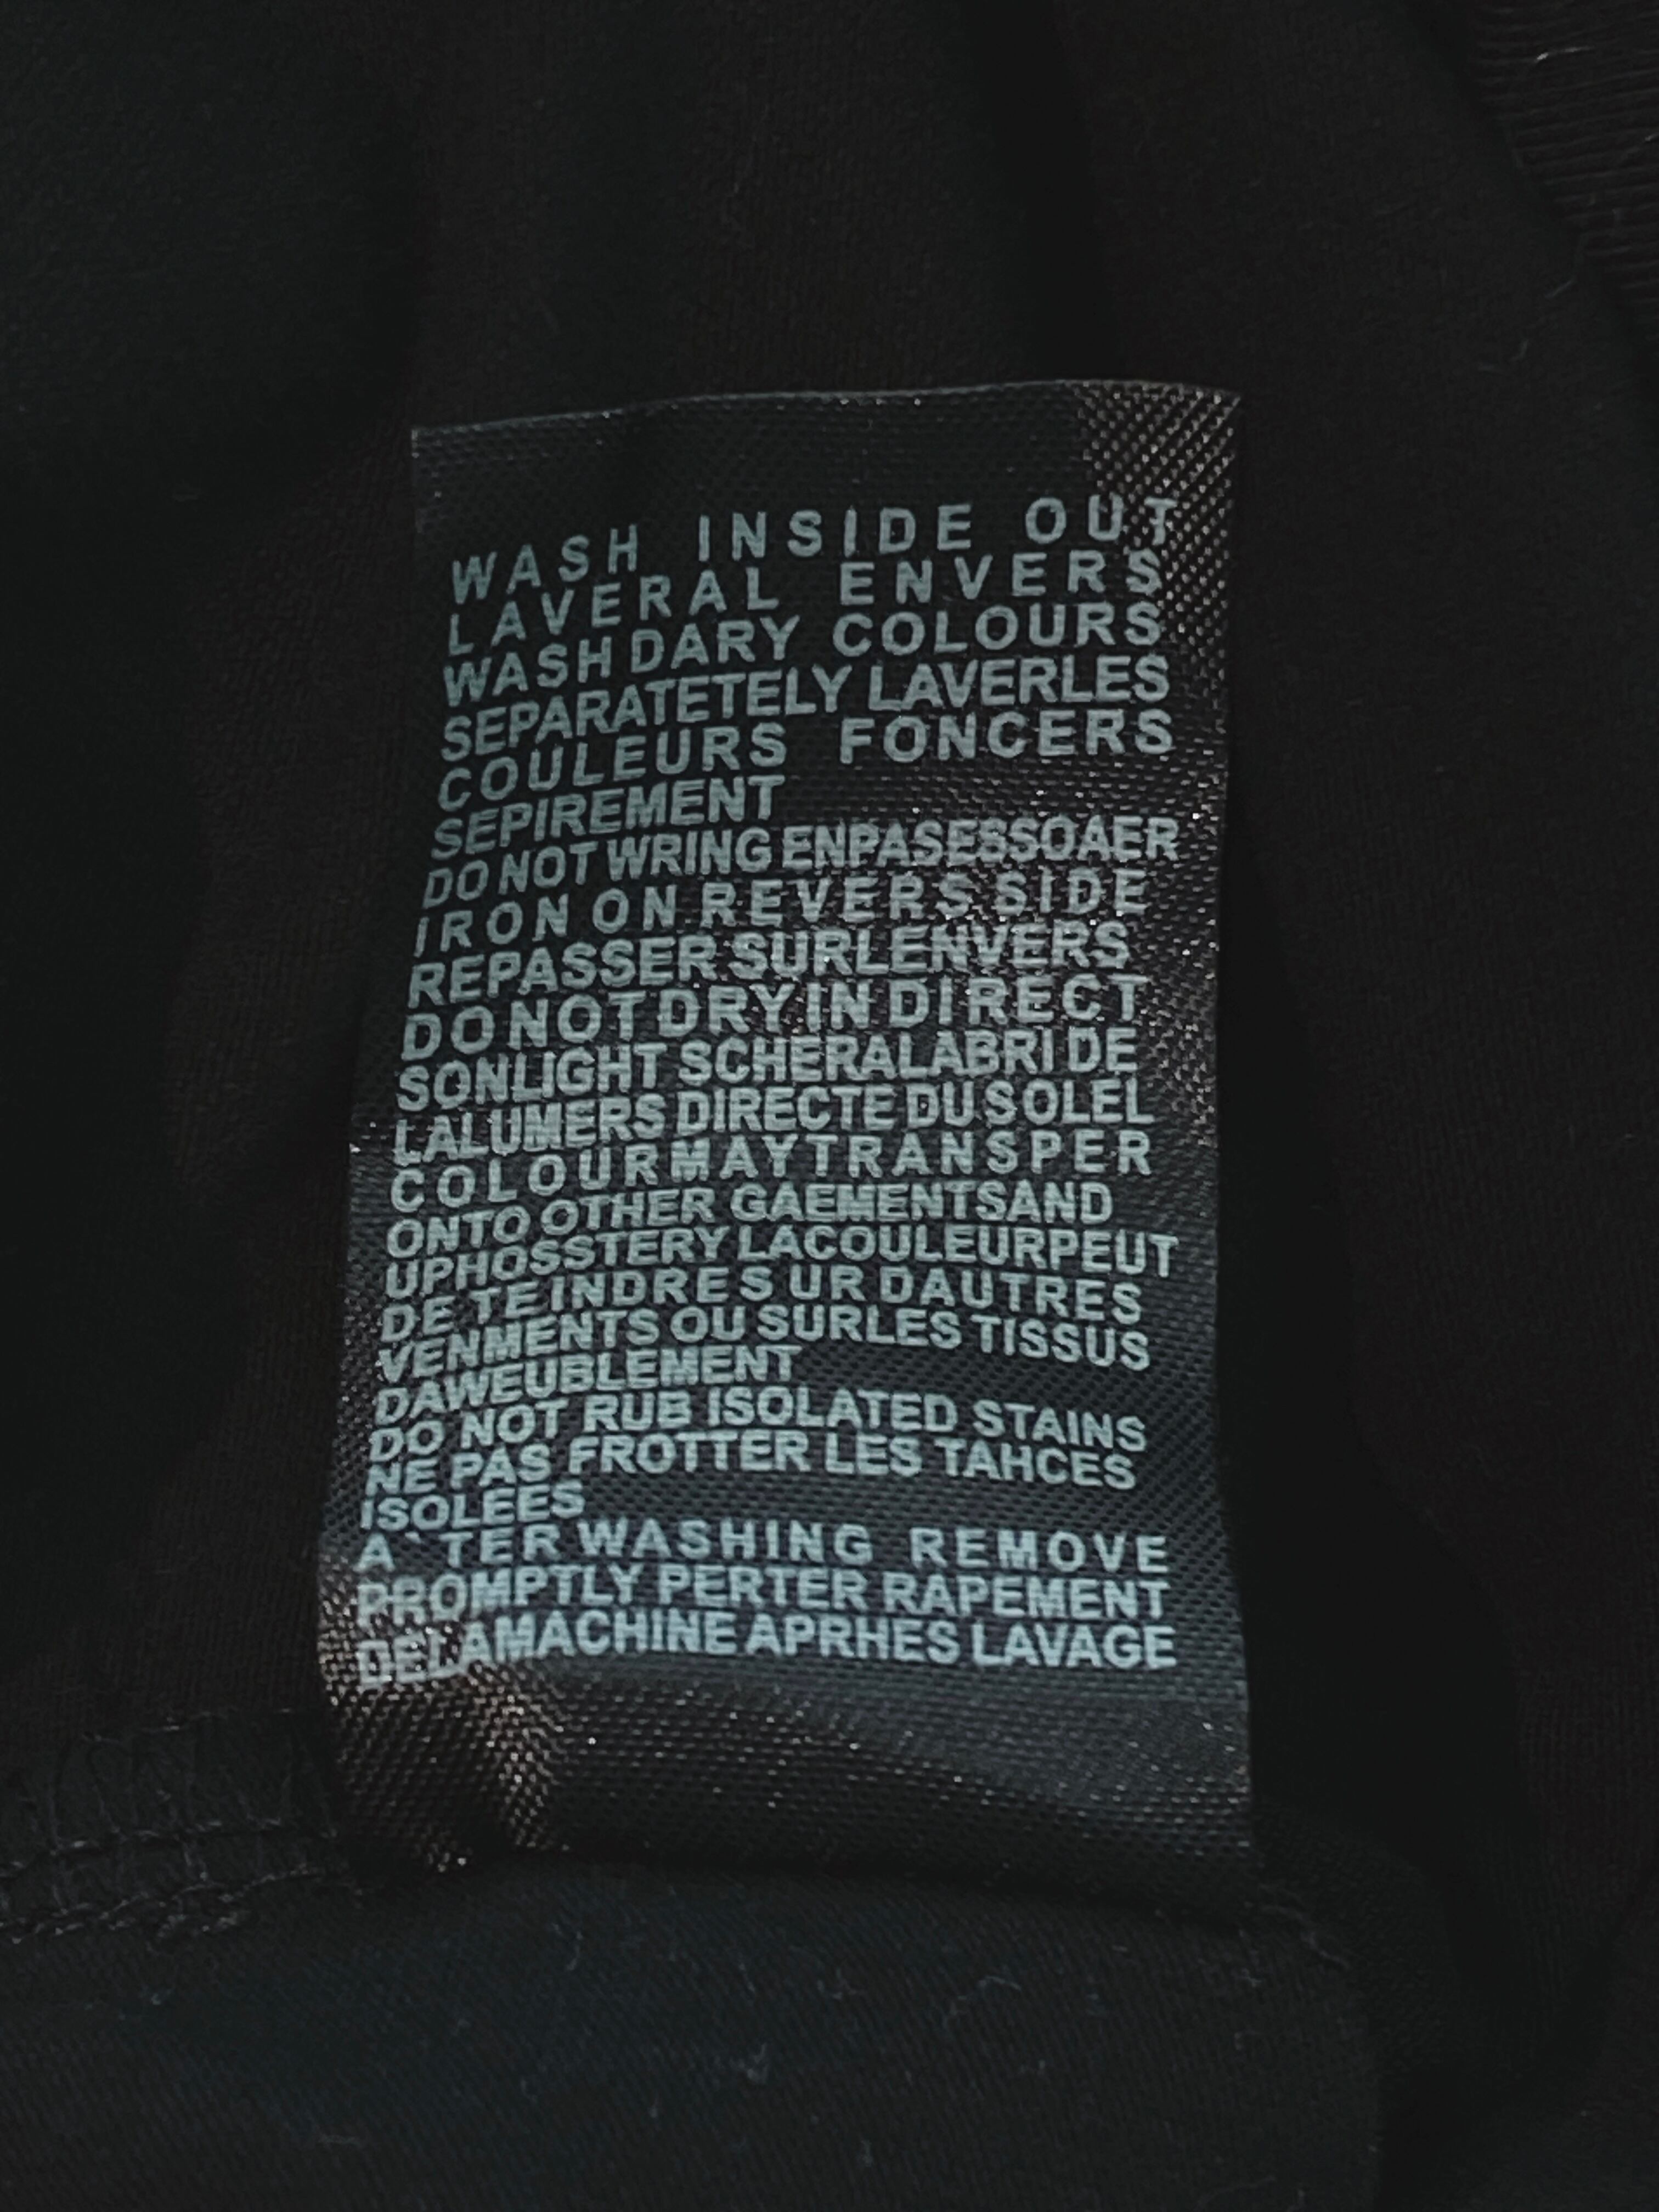 WASH INSIDE OUT
LAVERAL ENVERS
WASH DARY COLOURS
SEPARATETELY LAVERLES
COULEURS FONCERS
SEPIREMENT
DO NOT WRING ENPASESSOAER
IRON ON REVERS SIDE
REPASSER SURLENVERS
DO NOT DRY IN DIRECT
SONLIGHT SCHERALABRI DE
LALUMERS DIRECTE DU SOLEL
COLOURMAYTRANSPER
ONTO OTHER GAEMENTSAND
UPHOSSTERY LACOULEURPEUT
DE TEINDRES UR DAUTRES
VENMENTS OU SURLES TISSUS
DAWEUBLEMENT
DO NOT RUB ISOLATED STAINS
NE PAS FROTTER LES TAHCES
ISOLEES
A`TER WASHING REMOVE
PROMPTLY PERTER RAPEMENT
DELAMACHINE APRHES LAVAGE